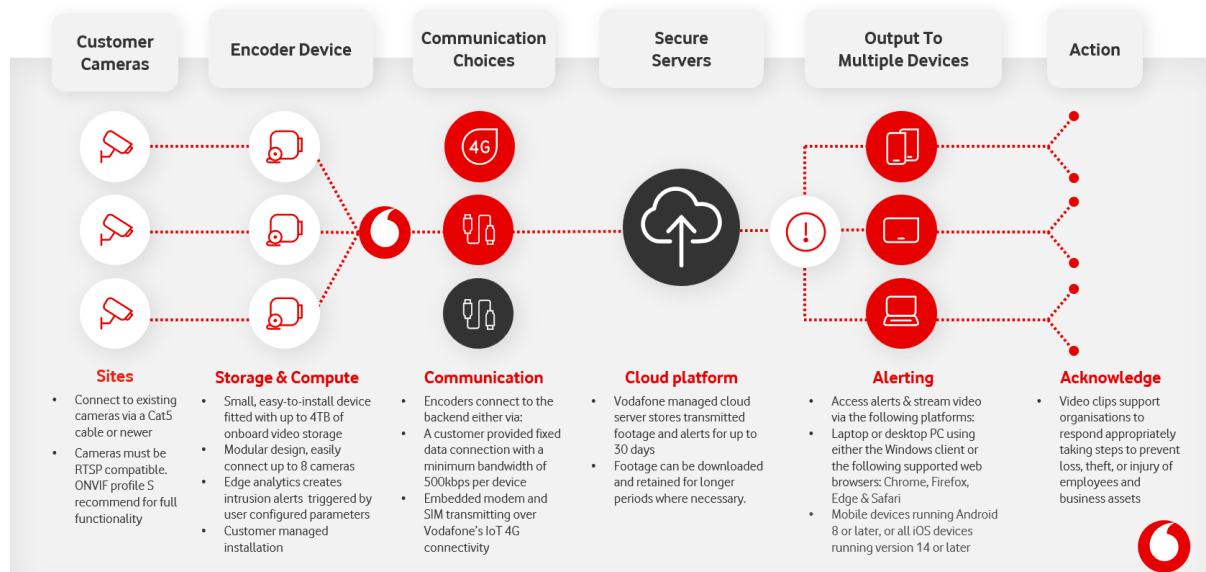 Customer
Cameras
Encoder Device
Communication
Choices
Secure
Servers
Output To
Multiple Devices
Action
4G
Sites
• Connect to existing
cameras via a Cat5
cable or newer
• Cameras must be
RTSP compatible.
ONVIF profile S
recommend for full
functionality
Storage & Compute
• Small, easy-to-install device
fitted with up to 4TB of
onboard video storage
• Modular design, easily
connect up to 8 cameras
• Edge analytics creates
intrusion alerts triggered by
user configured parameters
• Customer managed
installation
Communication
• Encoders connect to the
backend either via:
• A customer provided fixed
data connection with a
minimum bandwidth of
500kbps per device
• Embedded modem and
SIM transmitting over
Vodafone's IoT 4G
connectivity
Cloud platform
• Vodafone managed cloud
server stores transmitted
footage and alerts for up to
30 days
• Footage can be downloaded
and retained for longer
periods where necessary.
Alerting
• Access alerts & stream video
via the following platforms:
• Laptop or desktop PC using
either the Windows client or
the following supported web
browsers: Chrome, Firefox,
Edge & Safari
• Mobile devices running Android
8 or later, or all iOS devices
running version 14 or later
Acknowledge
• Video clips support
organisations to
respond appropriately
taking steps to prevent
loss, theft, or injury of
employees and
business assets